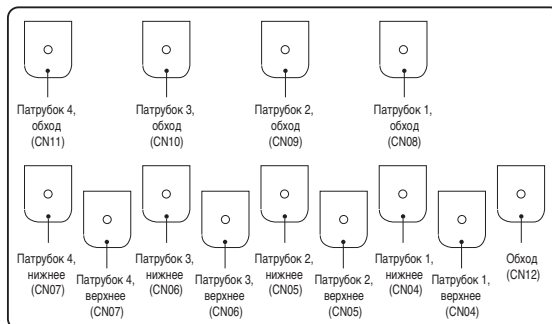 Патрубок 4,
обход
(CN11)
Патрубок 3,
обход
(CN10)
Патрубок 2,
обход
(CN09)
Патрубок 1,
обход
(CN08)
Патрубок 4,
нижнее
(CN07)
Патрубок 4,
верхнее
(CN07)
Патрубок 3,
нижнее
(CN06)
Патрубок 3,
верхнее
(CN06)
Патрубок 2,
нижнее
(CN05)
Патрубок 2,
верхнее
(CN05)
Патрубок 1,
нижнее
(CN04)
Патрубок 1,
верхнее
(CN04)
Обход
(CN12)